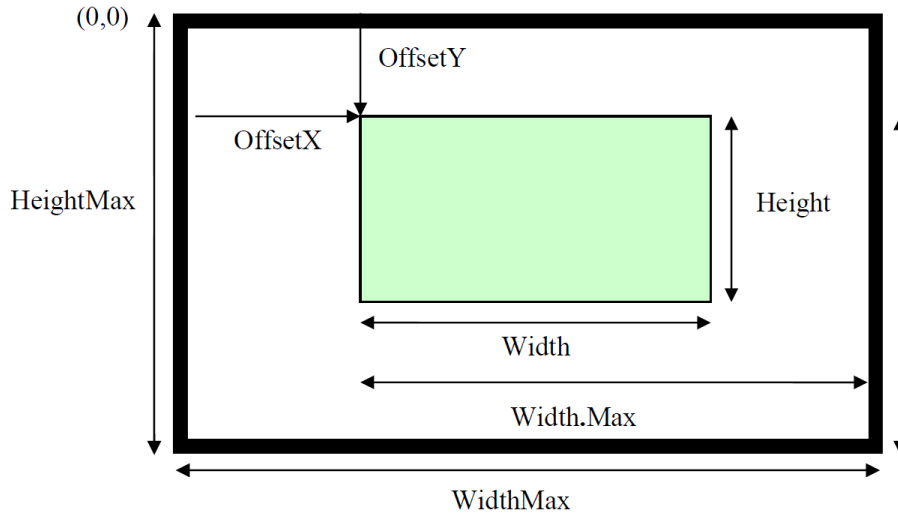 (0,0)
OffsetY
OffsetX
HeightMax
Height
Width
Width.Max
WidthMax